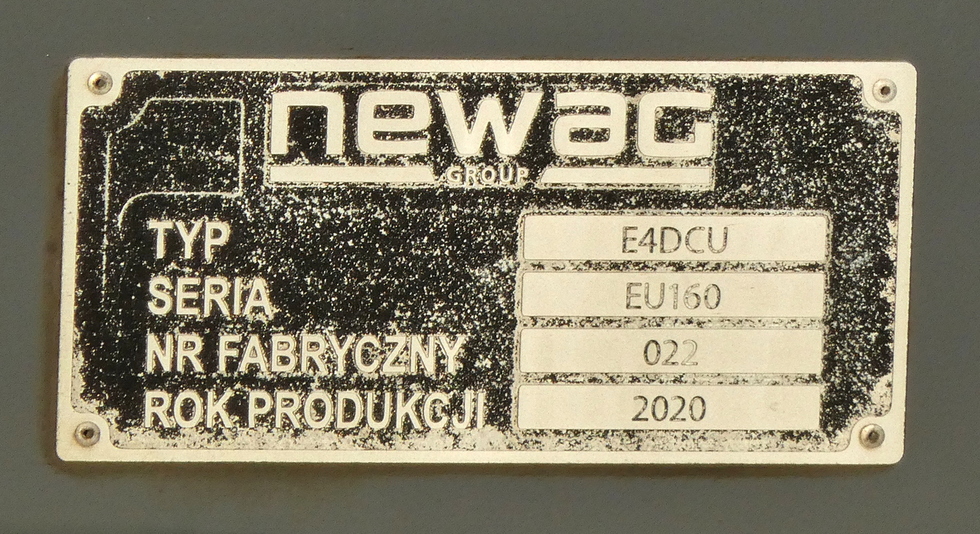 newag
GROUP
TYP E4DCU
SERIA EU160
NR FABRYCZNY 022
ROK PRODUKCJI 2020